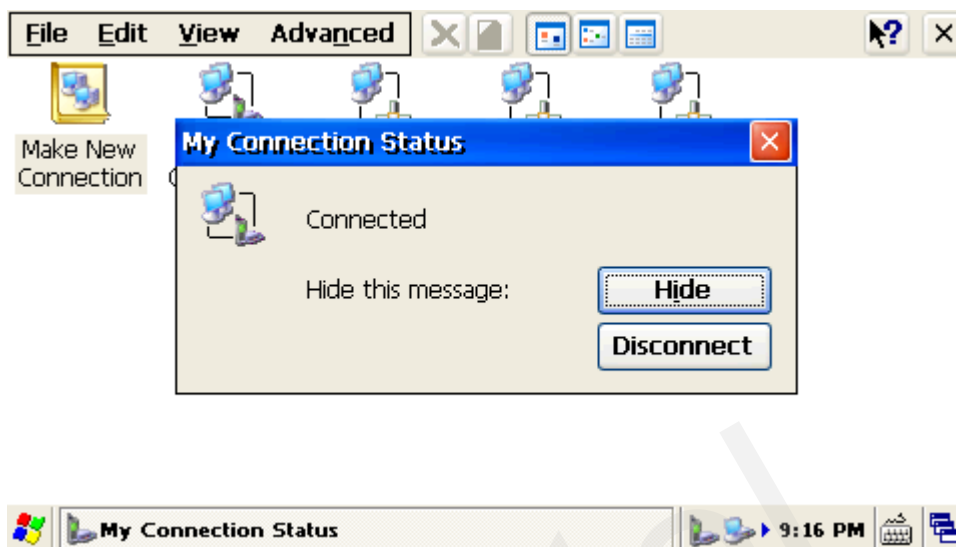 File Edit View Advanced
Make New
Connection
My Connection Status
Connected
Hide this message:
Hide
Disconnect
My Connection Status
9:16 PM